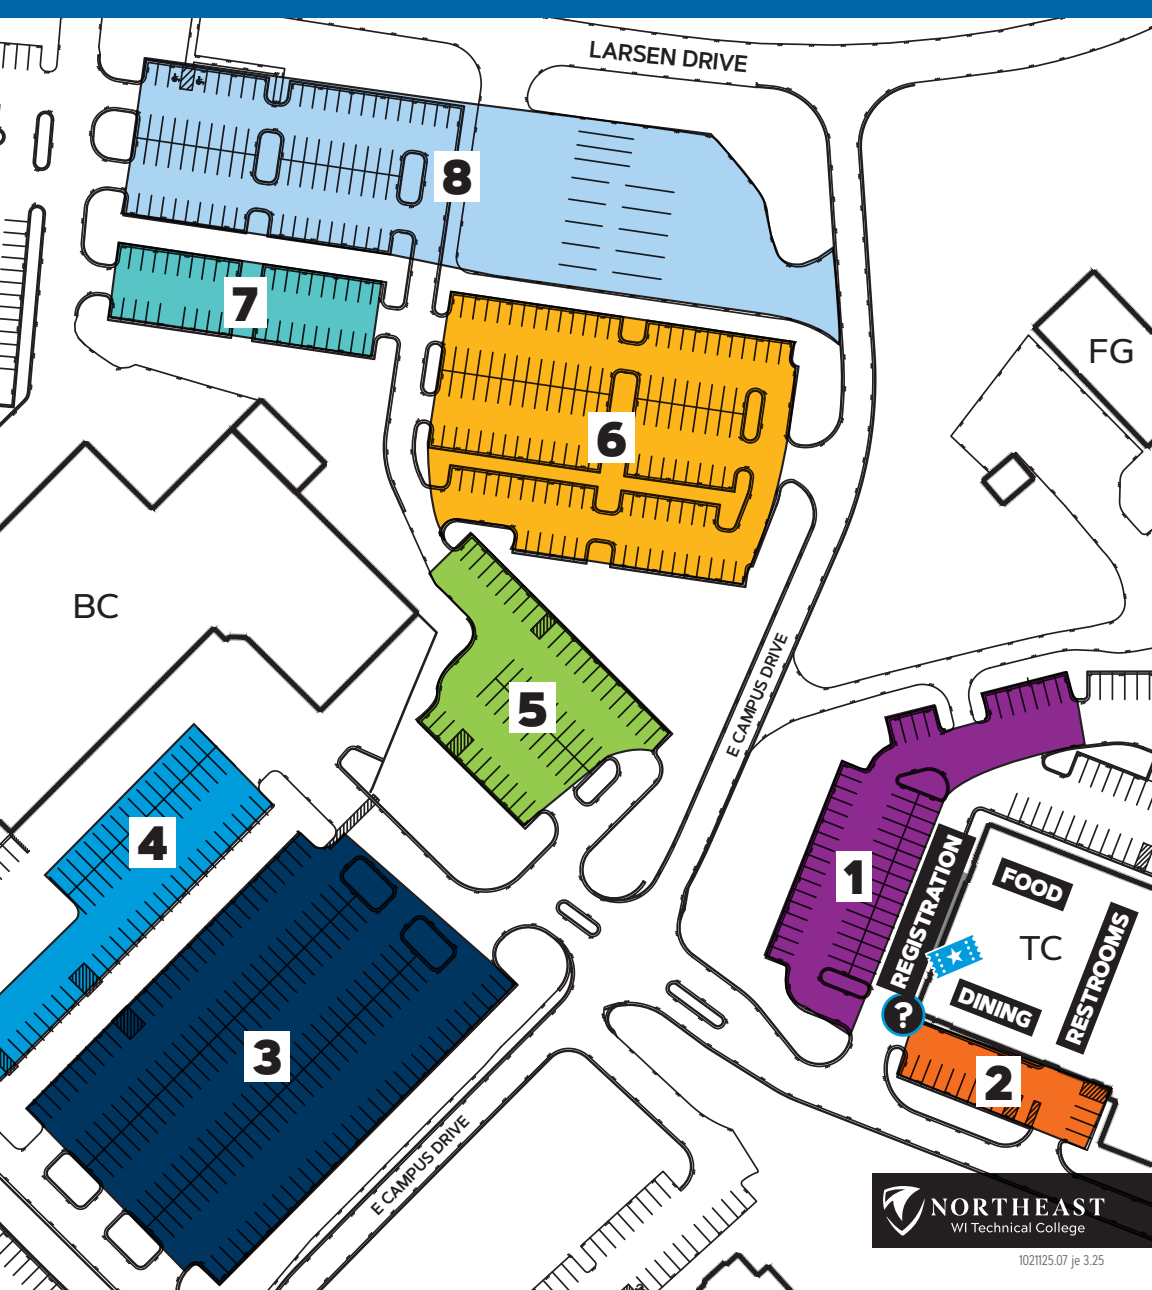 LARSEN DRIVE
8
7
FG
6
BC
5
E CAMPUS DRIVE
4
1
REGISTRATION
FOOD
TC
RESTROOMS
DINING
?
3
2
E CAMPUS DRIVE
NORTHEAST
WI Technical College
1021125.07 je 3.25